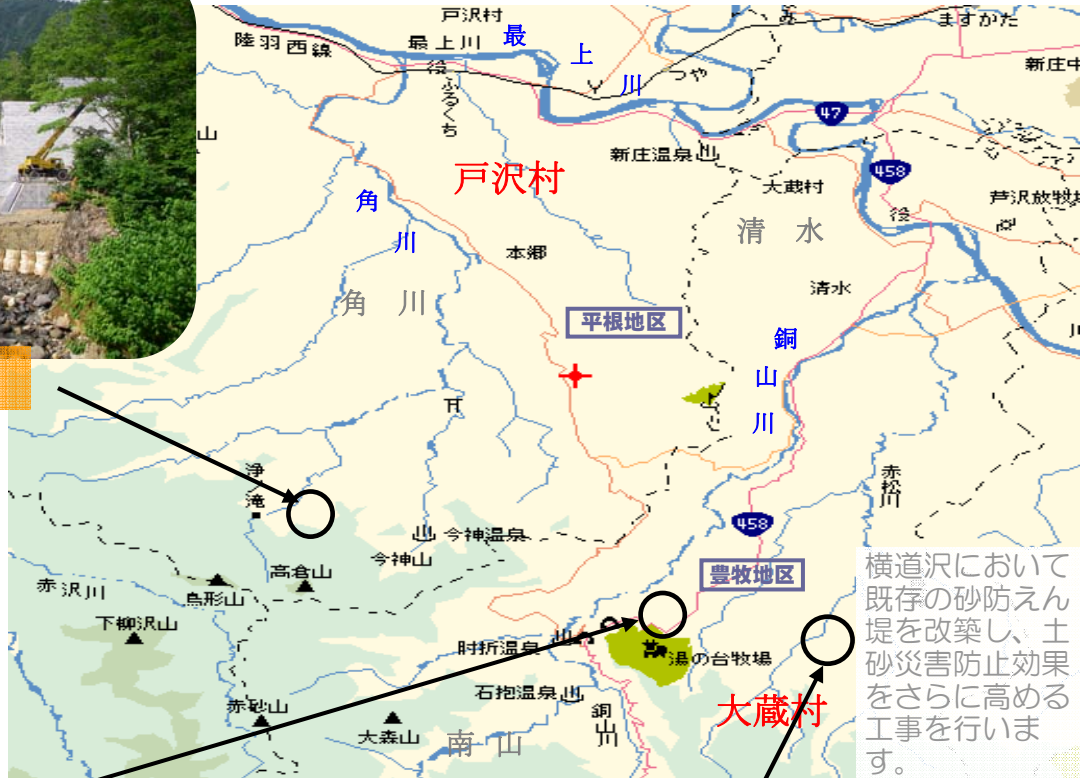 戸沢村
ますかた
陸羽西線
最上川
最上川
新庄中
役
ふるくち
つや
47
山
新庄温泉
戸沢村
大蔵村
458
芦沢放牧場
役
角川
清水
本郷
角川
清水
平根地区
銅山川
浄の滝
赤松川
458
今神温泉
今神山
豊牧地区
高倉山
赤沢川
鳥形山
下柳沢山
肘折温泉
湯の台牧場
石抱温泉
赤砂山
大森山
銅山川
大蔵村
南山
横道沢において
既存の砂防えん
堤を改築し、土
砂災害防止効果
をさらに高める
工事を行いま
す。